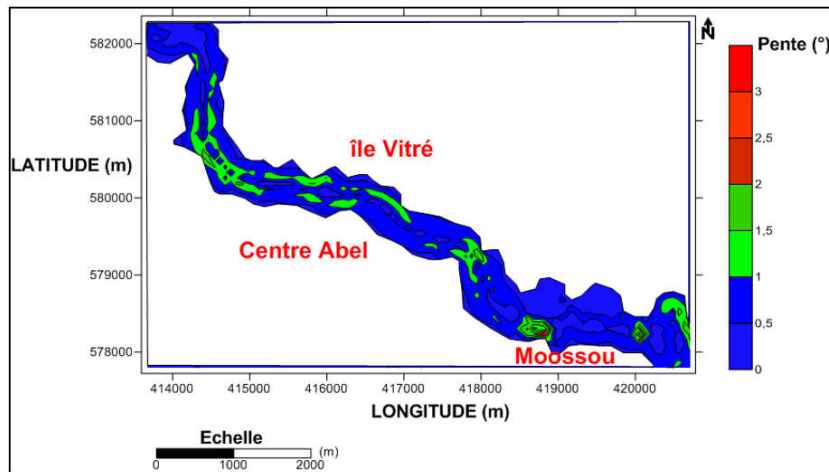 N
582000
581000
580000
579000
578000
LATITUDE (m)
île Vitré
Centre Abel
Moossou
414000 415000 416000 417000 418000 419000 420000
LONGITUDE (m)
Echelle
(m)
0 1000 2000
Pente (°)
3
2,5
2
1,5
1
0,5
0